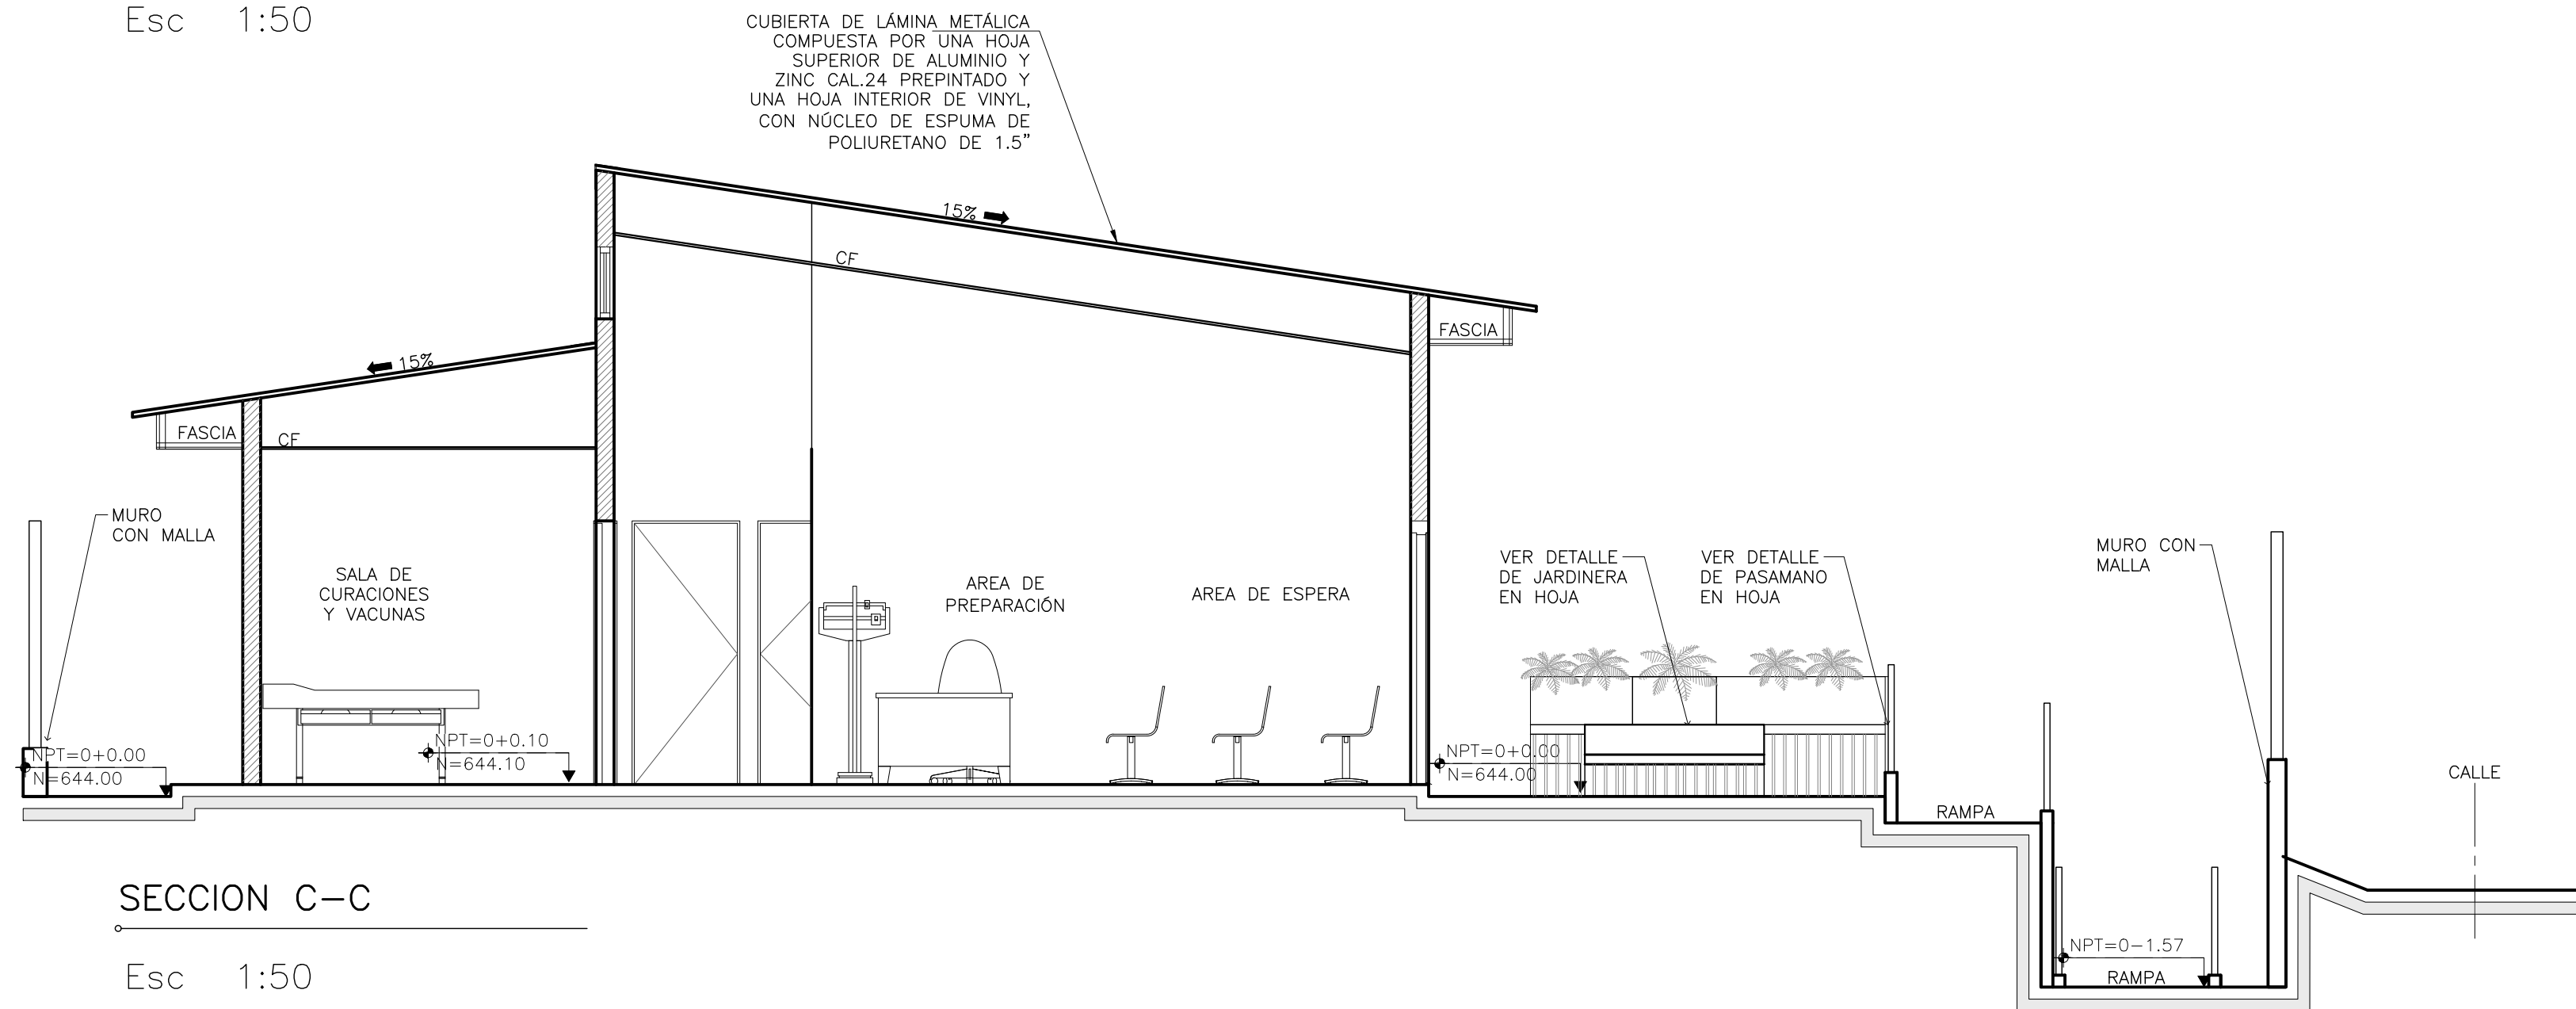 Esc 1:50
CUBIERTA DE LÁMINA METÁLICA
COMPUESTA POR UNA HOJA
SUPERIOR DE ALUMINIO Y
ZINC CAL.24 PREPINTADO Y
UNA HOJA INTERIOR DE VINYL,
CON NÚCLEO DE ESPUMA DE
POLIURETANO DE 1.5”
15%
CF
FASCIA
15%
FASCIA
CF
MURO
CON MALLA
SALA DE
CURACIONES
Y VACUNAS
AREA DE
PREPARACIÓN
AREA DE ESPERA
VER DETALLE
DE JARDINERA
EN HOJA
VER DETALLE
DE PASAMANO
EN HOJA
MURO CON
MALLA
NPT=0+0.00
N=644.00
NPT=0+0.10
N=644.10
NPT=0+0.00
N=644.00
CALLE
RAMPA
NPT=0-1.57
RAMPA
SECCION C-C
Esc 1:50